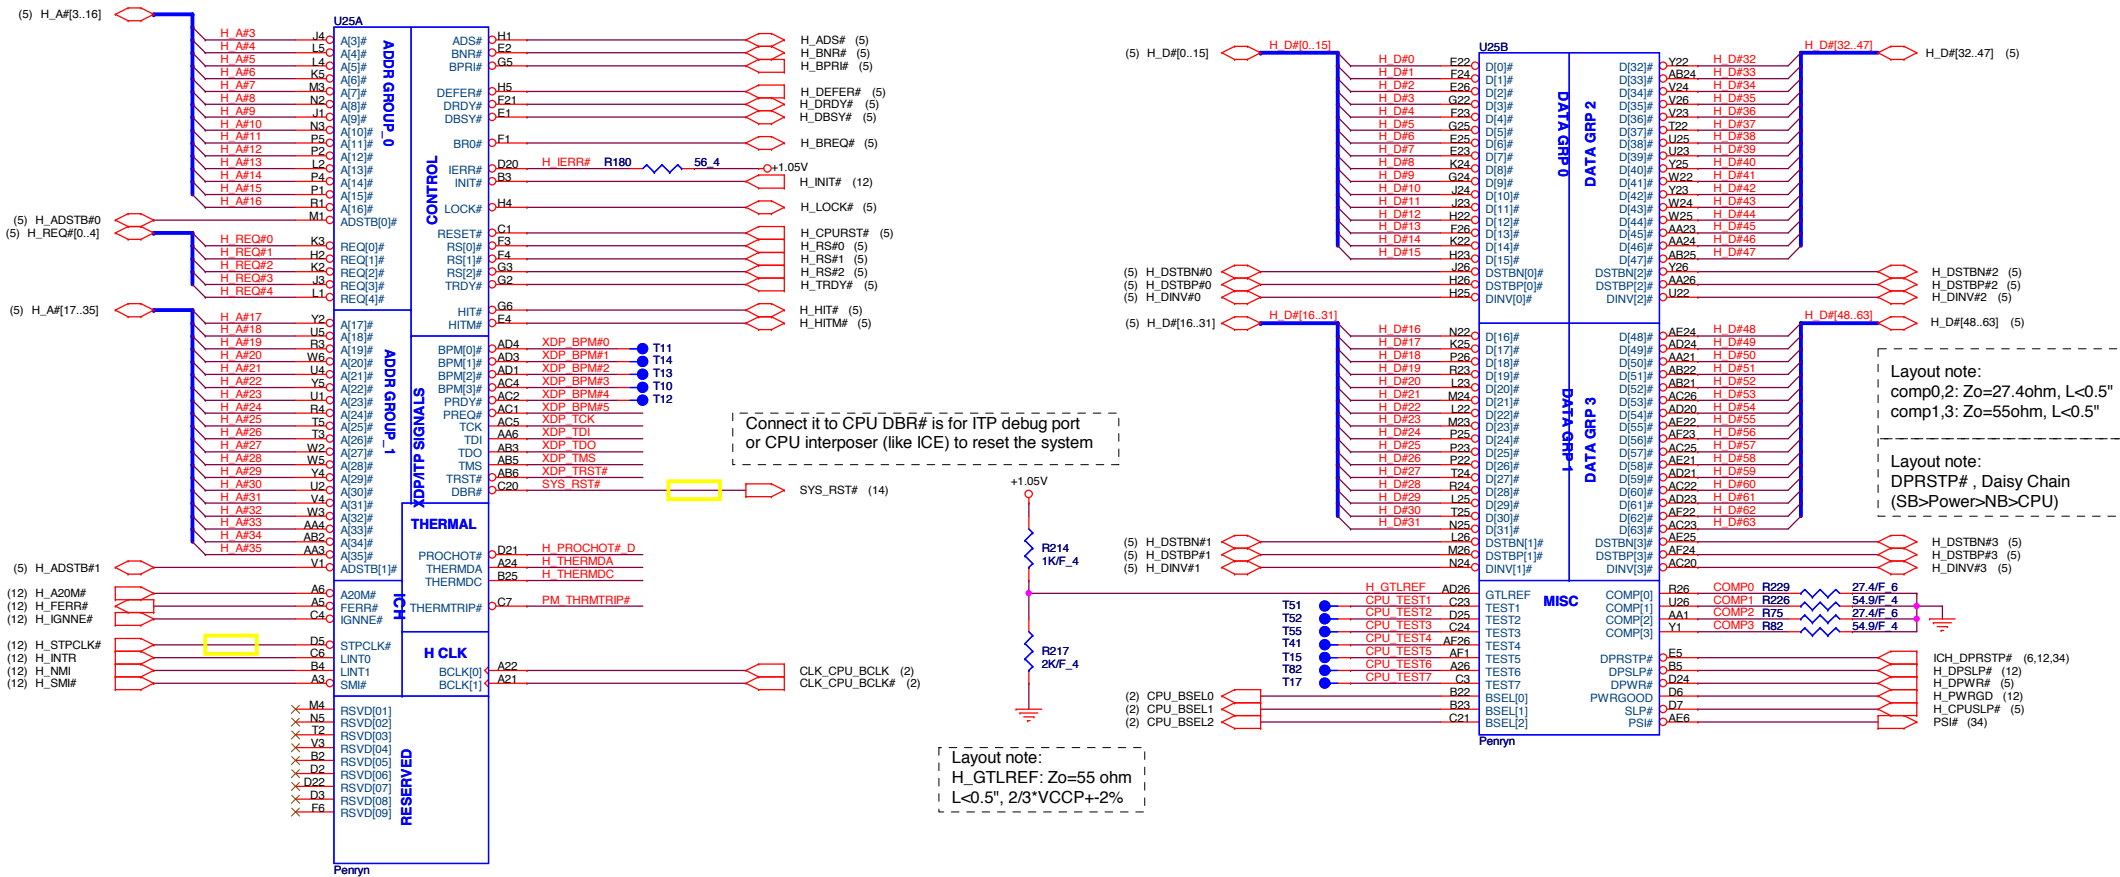 (5) H_A#[3..16]
U25A
H_A#3 J4 A[3]#
H_A#4 L5 A[4]#
H_A#5 L4 A[5]#
H_A#6 K5 A[6]#
H_A#7 M3 A[7]#
H_A#8 N2 A[8]#
H_A#9 J1 A[9]#
H_A#10 N3 A[10]#
H_A#11 P5 A[11]#
H_A#12 P2 A[12]#
H_A#13 L2 A[13]#
H_A#14 P4 A[14]#
H_A#15 P1 A[15]#
H_A#16 R1 A[16]#
(5) H_ADSTB#0 M1 ADSTB[0]#
(5) H_REQ#[0..4]
H_REQ#0 K3 REQ[0]#
H_REQ#1 H2 REQ[1]#
H_REQ#2 K2 REQ[2]#
H_REQ#3 J3 REQ[3]#
H_REQ#4 L1 REQ[4]#
ADDR GROUP_0
(5) H_A#[17..35]
H_A#17 Y2 A[17]#
H_A#18 U5 A[18]#
H_A#19 R3 A[19]#
H_A#20 W6 A[20]#
H_A#21 U4 A[21]#
H_A#22 Y5 A[22]#
H_A#23 U1 A[23]#
H_A#24 R4 A[24]#
H_A#25 T5 A[25]#
H_A#26 T3 A[26]#
H_A#27 W2 A[27]#
H_A#28 W5 A[28]#
H_A#29 Y4 A[29]#
H_A#30 U2 A[30]#
H_A#31 V4 A[31]#
H_A#32 W3 A[32]#
H_A#33 AA4 A[33]#
H_A#34 AB2 A[34]#
H_A#35 AA3 A[35]#
(5) H_ADSTB#1 V1 ADSTB[1]#
ADDR GROUP_1
(12) H_A20M# A6 A20M#
(12) H_FERR# A5 FERR#
(12) H_IGNNE# C4 IGNNE#
(12) H_STPCLK# D5 STPCLK#
(12) H_INTR C6 LINT0
(12) H_NMI B4 LINT1
(12) H_SMI# A3 SMI#
ICH
M4 RSVD[01]
N5 RSVD[02]
T2 RSVD[03]
V3 RSVD[04]
B2 RSVD[05]
D2 RSVD[06]
D22 RSVD[07]
D3 RSVD[08]
F6 RSVD[09]
RESERVED
Penryn
CONTROL
ADS# H1 H_ADS# (5)
BNR# E2 H_BNR# (5)
BPRI# G5 H_BPRI# (5)
DEFER# H5 H_DEFER# (5)
DRDY# F21 H_DRDY# (5)
DBSY# E1 H_DBSY# (5)
BR0# F1 H_BREQ# (5)
IERR# D20 H_IERR# R180 56_4 +1.05V
INIT# B3 H_INIT# (12)
LOCK# H4 H_LOCK# (5)
RESET# C1 H_CPURST# (5)
RS[0]# F3 H_RS#0 (5)
RS[1]# F4 H_RS#1 (5)
RS[2]# G3 H_RS#2 (5)
TRDY# G2 H_TRDY# (5)
HIT# G6 H_HIT# (5)
HITM# E4 H_HITM# (5)
XDP/ITP SIGNALS
BPM[0]# AD4 XDP_BPM#0 T11
BPM[1]# AD3 XDP_BPM#1 T14
BPM[2]# AD1 XDP_BPM#2 T13
BPM[3]# AC4 XDP_BPM#3 T10
PRDY# AC2 XDP_BPM#4 T12
PREQ# AC1 XDP_BPM#5
TCK AC5 XDP_TCK
TDI AA6 XDP_TDI
TDO AB3 XDP_TDO
TMS AB5 XDP_TMS
TRST# AB6 XDP_TRST#
DBR# C20 SYS_RST# SYS_RST# (14)
THERMAL
PROCHOT# D21 H_PROCHOT#_D
THERMDA A24 H_THERMDA
THERMDC B25 H_THERMDC
THERMTRIP# C7 PM_THRMTRIP#
H CLK
BCLK[0] A22 CLK_CPU_BCLK (2)
BCLK[1] A21 CLK_CPU_BCLK# (2)
Connect it to CPU DBR# is for ITP debug port
or CPU interposer (like ICE) to reset the system
+1.05V
R214
1K/F_4
R217
2K/F_4
Layout note:
H_GTLREF: Zo=55 ohm
L<0.5", 2/3*VCCP+-2%
U25B
(5) H_D#[0..15] H_D#[0..15]
H_D#0 E22 D[0]#
H_D#1 F24 D[1]#
H_D#2 E26 D[2]#
H_D#3 G22 D[3]#
H_D#4 F23 D[4]#
H_D#5 G25 D[5]#
H_D#6 E25 D[6]#
H_D#7 E23 D[7]#
H_D#8 K24 D[8]#
H_D#9 G24 D[9]#
H_D#10 J24 D[10]#
H_D#11 J23 D[11]#
H_D#12 H22 D[12]#
H_D#13 F26 D[13]#
H_D#14 K22 D[14]#
H_D#15 H23 D[15]#
(5) H_DSTBN#0 J26 DSTBN[0]#
(5) H_DSTBP#0 H26 DSTBP[0]#
(5) H_DINV#0 H25 DINV[0]#
DATA GRP 0
(5) H_D#[16..31] H_D#[16..31]
H_D#16 N22 D[16]#
H_D#17 K25 D[17]#
H_D#18 P26 D[18]#
H_D#19 R23 D[19]#
H_D#20 L23 D[20]#
H_D#21 M24 D[21]#
H_D#22 L22 D[22]#
H_D#23 M23 D[23]#
H_D#24 P25 D[24]#
H_D#25 P23 D[25]#
H_D#26 P22 D[26]#
H_D#27 T24 D[27]#
H_D#28 R24 D[28]#
H_D#29 L25 D[29]#
H_D#30 T25 D[30]#
H_D#31 N25 D[31]#
(5) H_DSTBN#1 L26 DSTBN[1]#
(5) H_DSTBP#1 M26 DSTBP[1]#
(5) H_DINV#1 N24 DINV[1]#
DATA GRP 1
H_GTLREF AD26 GTLREF
T51 CPU_TEST1 C23 TEST1
T52 CPU_TEST2 D25 TEST2
T55 CPU_TEST3 C24 TEST3
T41 CPU_TEST4 AF26 TEST4
T15 CPU_TEST5 AF1 TEST5
T82 CPU_TEST6 A26 TEST6
T17 CPU_TEST7 C3 TEST7
(2) CPU_BSEL0 B22 BSEL[0]
(2) CPU_BSEL1 B23 BSEL[1]
(2) CPU_BSEL2 C21 BSEL[2]
MISC
Penryn
DATA GRP 2
H_D#[32..47] H_D#[32..47] (5)
D[32]# Y22 H_D#32
D[33]# AB24 H_D#33
D[34]# V24 H_D#34
D[35]# V26 H_D#35
D[36]# V23 H_D#36
D[37]# T22 H_D#37
D[38]# U25 H_D#38
D[39]# U23 H_D#39
D[40]# Y25 H_D#40
D[41]# W22 H_D#41
D[42]# Y23 H_D#42
D[43]# W24 H_D#43
D[44]# W25 H_D#44
D[45]# AA23 H_D#45
D[46]# AA24 H_D#46
D[47]# AB25 H_D#47
DSTBN[2]# Y26 H_DSTBN#2 (5)
DSTBP[2]# AA26 H_DSTBP#2 (5)
DINV[2]# U22 H_DINV#2 (5)
DATA GRP 3
H_D#[48..63] H_D#[48..63] (5)
D[48]# AE24 H_D#48
D[49]# AD24 H_D#49
D[50]# AA21 H_D#50
D[51]# AB22 H_D#51
D[52]# AB21 H_D#52
D[53]# AC26 H_D#53
D[54]# AD20 H_D#54
D[55]# AE22 H_D#55
D[56]# AF23 H_D#56
D[57]# AC25 H_D#57
D[58]# AE21 H_D#58
D[59]# AD21 H_D#59
D[60]# AC22 H_D#60
D[61]# AD23 H_D#61
D[62]# AF22 H_D#62
D[63]# AC23 H_D#63
DSTBN[3]# AE25 H_DSTBN#3 (5)
DSTBP[3]# AF24 H_DSTBP#3 (5)
DINV[3]# AC20 H_DINV#3 (5)
COMP[0] R26 COMP0 R229 27.4/F_6
COMP[1] U26 COMP1 R226 54.9/F_4
COMP[2] AA1 COMP2 R75 27.4/F_6
COMP[3] Y1 COMP3 R82 54.9/F_4
DPRSTP# E5 ICH_DPRSTP# (6,12,34)
DPSLP# B5 H_DPSLP# (12)
DPWR# D24 H_DPWR# (5)
PWRGOOD D6 H_PWRGD (12)
SLP# D7 H_CPUSLP# (5)
PSI# AE6 PSI# (34)
Layout note:
comp0,2: Zo=27.4ohm, L<0.5"
comp1,3: Zo=55ohm, L<0.5"
Layout note:
DPRSTP# , Daisy Chain
(SB>Power>NB>CPU)